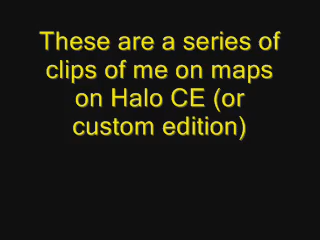 These are a series of
clips of me on maps
on Halo CE (or
custom edition)